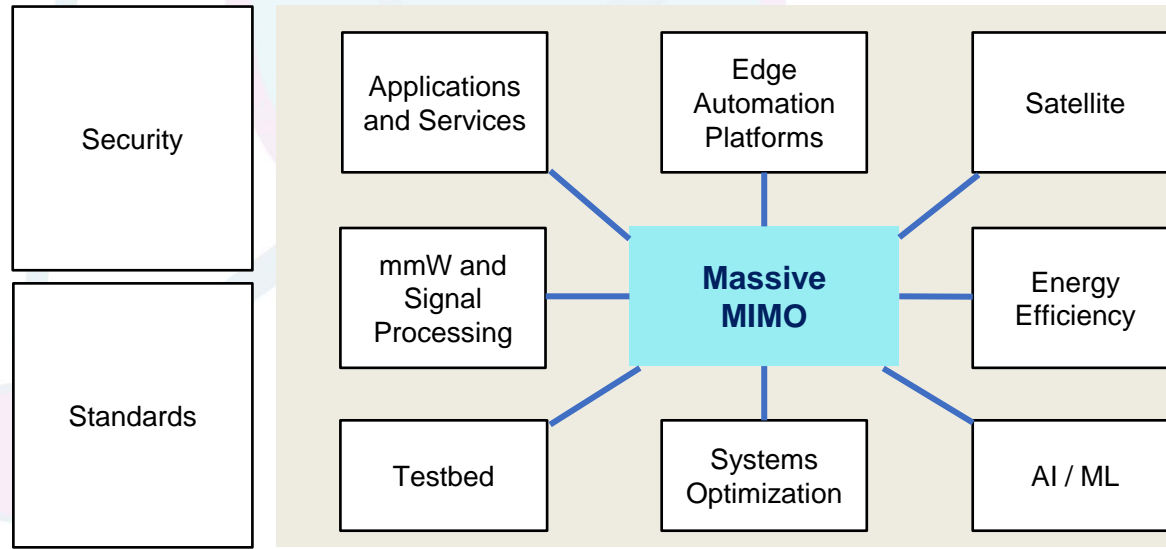 Security
Standards
Applications
and Services
Edge
Automation
Platforms
Satellite
mmW and
Signal
Processing
Massive
MIMO
Energy
Efficiency
Testbed
Systems
Optimization
AI / ML